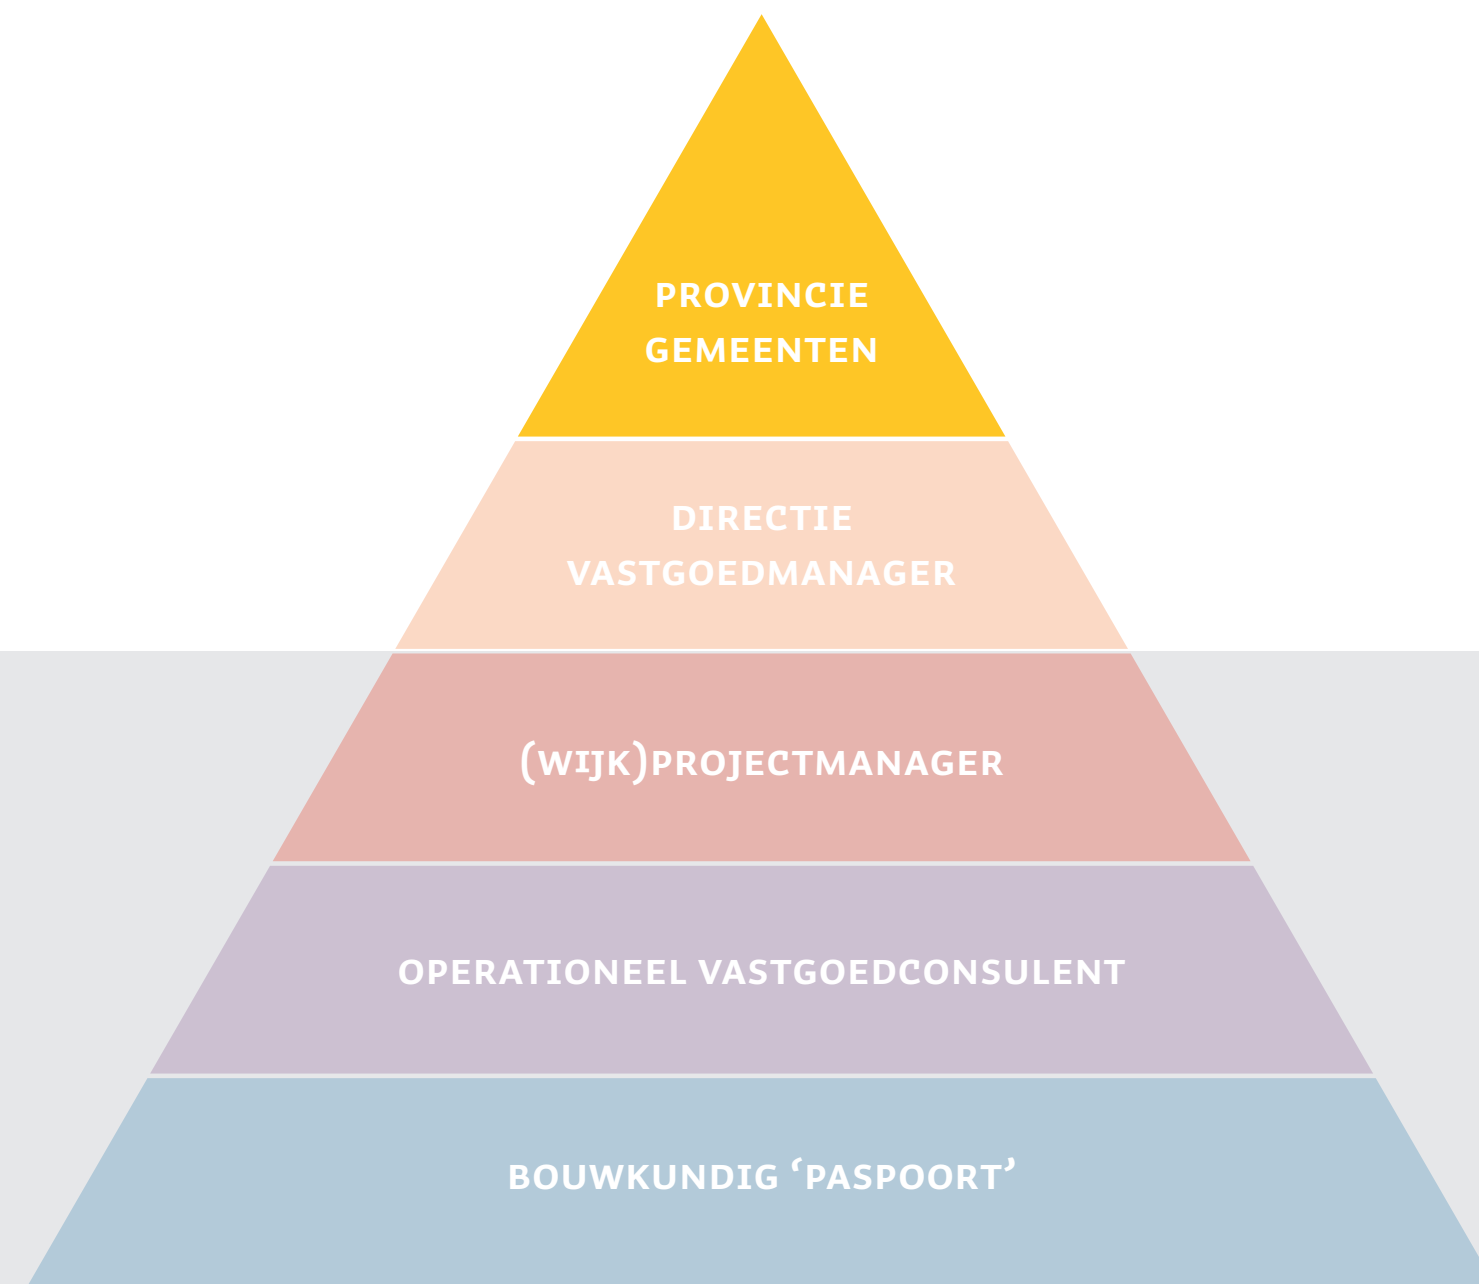 PROVINCIE
GEMEENTEN
DIRECTIE
VASTGOEDMANAGER
(WIJK)PROJECTMANAGER
OPERATIONEEL VASTGOEDCONSULENT
BOUWKUNDIG ‘PASPOORT’